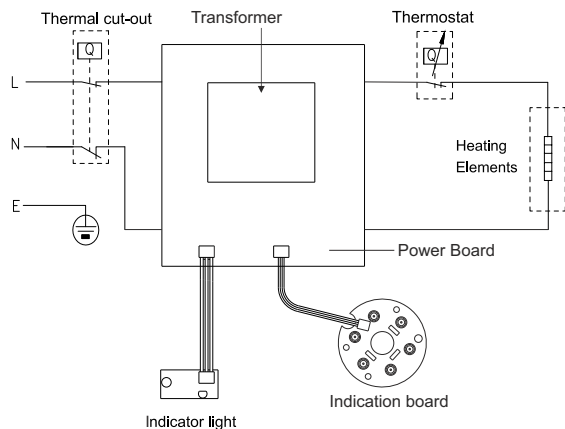 Transformer
Thermal cut-out
Thermostat
Q
Q
L
N
Heating
Elements
E
Power Board
Indication board
Indicator light